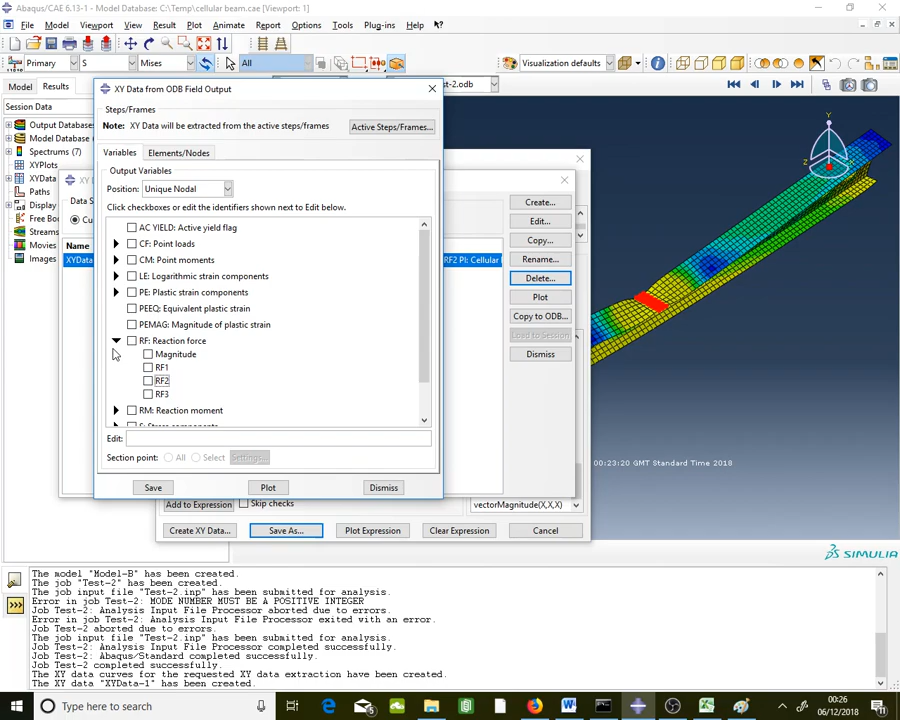 Abaqus/CAE 6.13-1 - Model Database: C:\Temp\cellular beam.cae [Viewport: 1]
File Model Viewport View Result Plot Animate Report Options Tools Plug-ins Help
Primary S Mises All Visualization defaults
Model Results
Session Data
Output Databases
Model Database
Spectrums (7)
XYPlots
XYData
Paths
Display
Free Bo
Streams
Movies
Images
t-2.odb
XY Data from ODB Field Output
Steps/Frames
Note: XY Data will be extracted from the active steps/frames
Active Steps/Frames...
Variables Elements/Nodes
Output Variables
Position: Unique Nodal
Click checkboxes or edit the identifiers shown next to Edit below.
AC YIELD: Active yield flag
CF: Point loads
CM: Point moments
LE: Logarithmic strain components
PE: Plastic strain components
PEEQ: Equivalent plastic strain
PEMAG: Magnitude of plastic strain
RF: Reaction force
Magnitude
RF1
RF2
RF3
RM: Reaction moment
S: Stress components
Edit:
Section point: All Select Settings...
Save Plot Dismiss
XY D
Data S
Cu
Name
XYData
RF2 PI: Cellular
Create...
Edit...
Copy...
Rename...
Delete...
Plot
Copy to ODB...
Load to Session
Dismiss
Add to Expression Skip checks vectorMagnitude(X,X,X)
Create XY Data... Save As... Plot Expression Clear Expression Cancel
Y
Z
00:23:20 GMT Standard Time 2018
SIMULIA
The model "Model-B" has been created.
The job "Test-2" has been created.
The job input file "Test-2.inp" has been submitted for analysis.
Error in job Test-2: MODE NUMBER MUST BE A POSITIVE INTEGER
Job Test-2: Analysis Input File Processor aborted due to errors.
Error in job Test-2: Analysis Input File Processor exited with an error.
Job Test-2 aborted due to errors.
The job input file "Test-2.inp" has been submitted for analysis.
Job Test-2: Analysis Input File Processor completed successfully.
Job Test-2: Abaqus/Standard completed successfully.
Job Test-2 completed successfully.
The XY data curves for the requested XY data extraction have been created.
The XY data "XYData-1" has been created.
Type here to search
00:26
06/12/2018